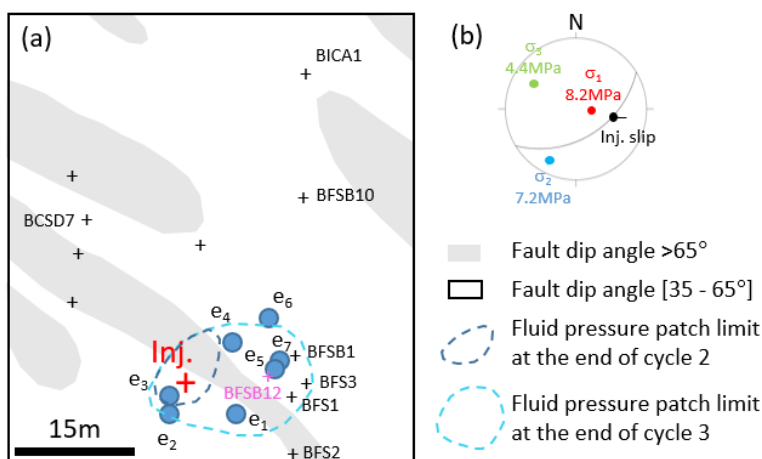 (a)
BICA1
BFSB10
BCSD7
e6
e4
e7
Inj.
e5
BFSB1
e3
BFSB12
BFS3
BFS1
e2
e1
15m
BFS2
(b)
N
σ3
4.4MPa
σ1
8.2MPa
Inj. slip
σ2
7.2MPa
Fault dip angle >65°
Fault dip angle [35 - 65°]
Fluid pressure patch limit
at the end of cycle 2
Fluid pressure patch limit
at the end of cycle 3